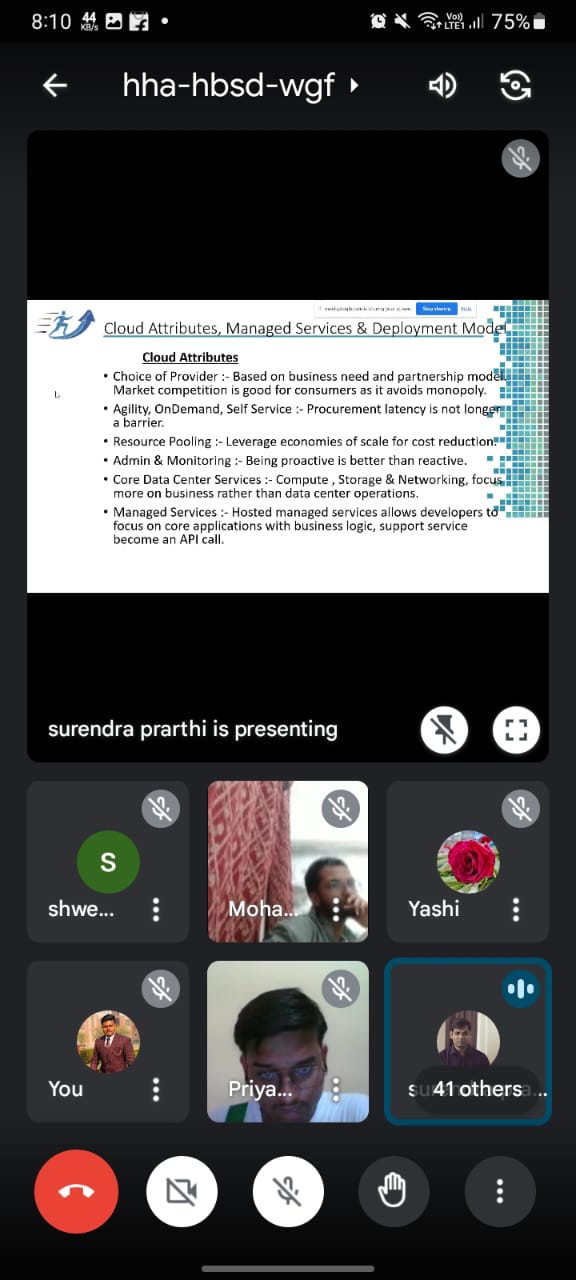 8:10 44 KB/s Vo)) LTE1 75%
hha-hbsd-wgf
Stop sharing Hide
Cloud Attributes, Managed Services & Deployment Model
Cloud Attributes
• Choice of Provider :- Based on business need and partnership model.
Market competition is good for consumers as it avoids monopoly.
• Agility, OnDemand, Self Service :- Procurement latency is not longer
a barrier.
• Resource Pooling :- Leverage economies of scale for cost reduction.
• Admin & Monitoring :- Being proactive is better than reactive.
• Core Data Center Services :- Compute , Storage & Networking, focus
more on business rather than data center operations.
• Managed Services :- Hosted managed services allows developers to
focus on core applications with business logic, support service
become an API call.
surendra prarthi is presenting
S
shwe...
Moha...
Yashi
You
Priya...
41 others